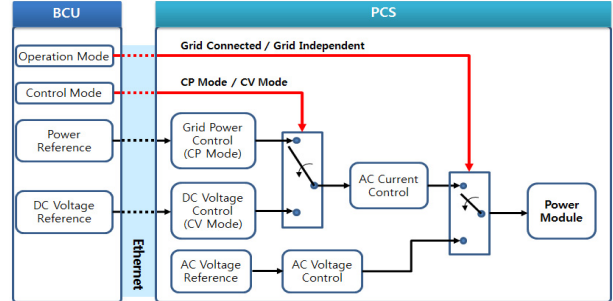 BCU
PCS
Operation Mode
Grid Connected / Grid Independent
Control Mode
CP Mode / CV Mode
Power
Reference
Grid Power
Control
(CP Mode)
AC Current
Control
DC Voltage
Reference
DC Voltage
Control
(CV Mode)
Power
Module
Ethernet
AC Voltage
Reference
AC Voltage
Control